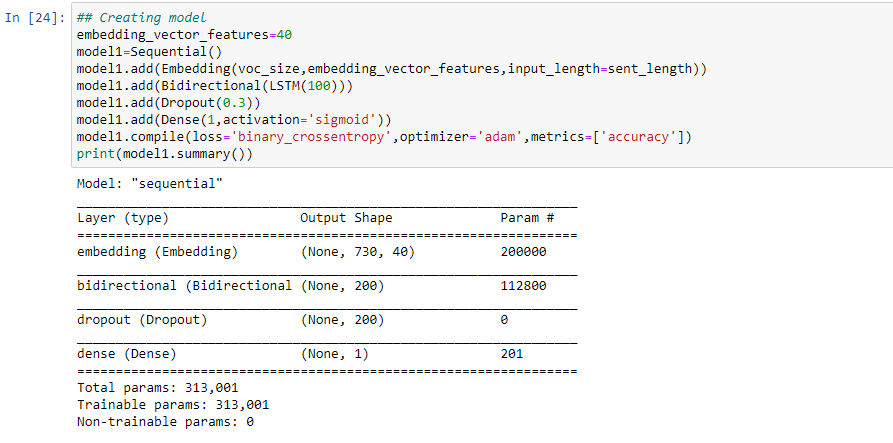 In [24]: ## Creating model
embedding_vector_features=40
model1=Sequential()
model1.add(Embedding(voc_size,embedding_vector_features,input_length=sent_length))
model1.add(Bidirectional(LSTM(100)))
model1.add(Dropout(0.3))
model1.add(Dense(1,activation='sigmoid'))
model1.compile(loss='binary_crossentropy',optimizer='adam',metrics=['accuracy'])
print(model1.summary())
Model: "sequential"
_________________________________________________________________
Layer (type)                 Output Shape              Param #
=================================================================
embedding (Embedding)        (None, 730, 40)           200000
_________________________________________________________________
bidirectional (Bidirectional (None, 200)               112800
_________________________________________________________________
dropout (Dropout)            (None, 200)               0
_________________________________________________________________
dense (Dense)                (None, 1)                 201
=================================================================
Total params: 313,001
Trainable params: 313,001
Non-trainable params: 0